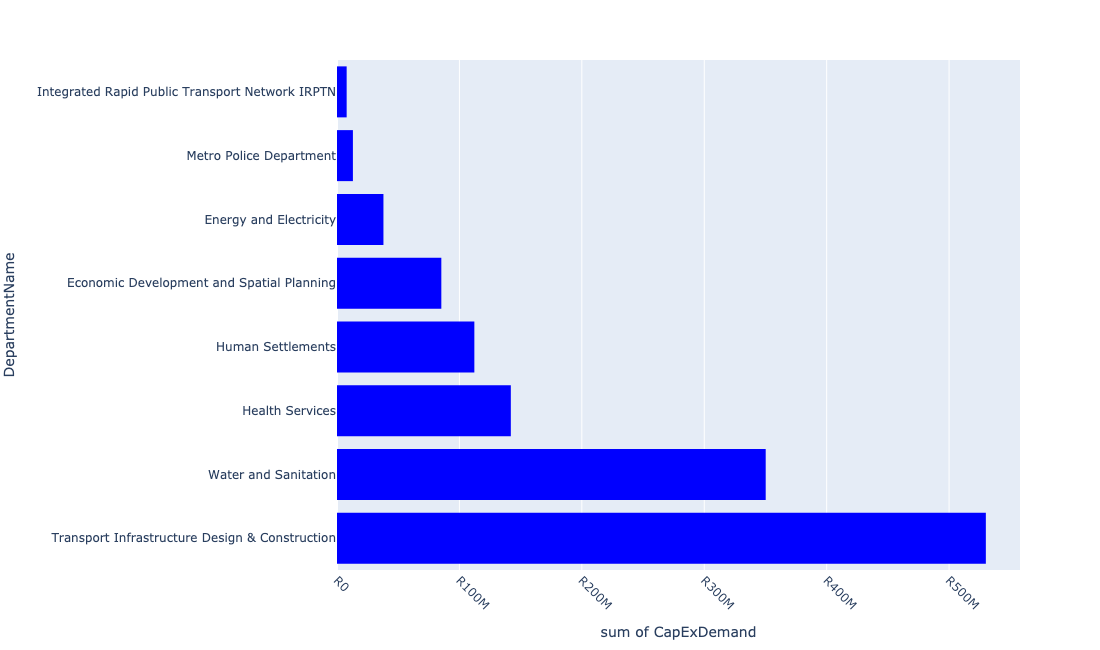 Integrated Rapid Public Transport Network IRPTN
Metro Police Department
Energy and Electricity
Economic Development and Spatial Planning
Human Settlements
Health Services
Water and Sanitation
Transport Infrastructure Design & Construction
DepartmentName
R0
R100M
R200M
R300M
R400M
R500M
sum of CapExDemand